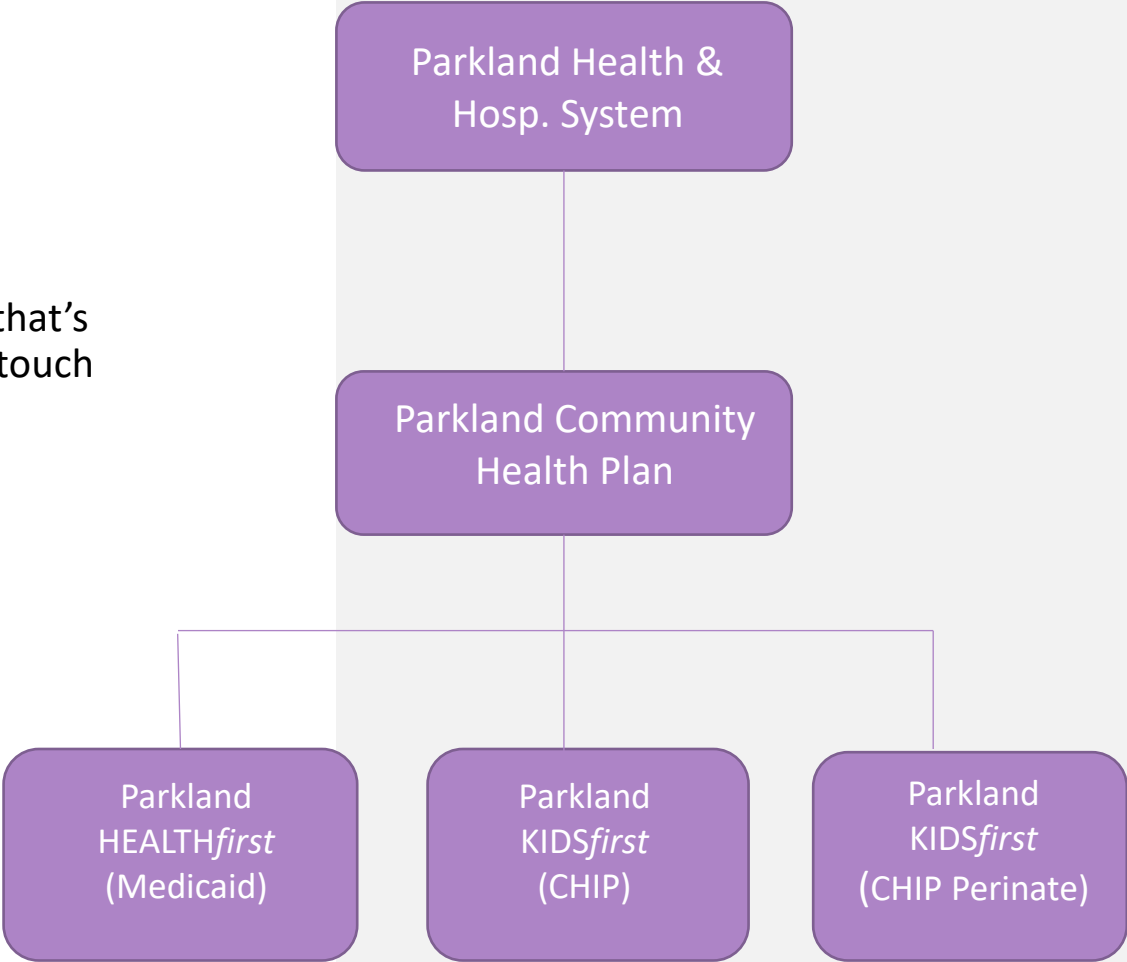 Parkland Health &
Hosp. System
that's
touch
Parkland Community
Health Plan
Parkland
HEALTHfirst
(Medicaid)
Parkland
KIDSfirst
(CHIP)
Parkland
KIDSfirst
(CHIP Perinate)